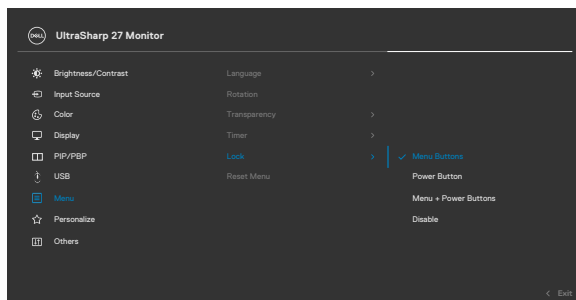 DELL UltraSharp 27 Monitor
Brightness/Contrast Language >
Input Source Rotation
Color Transparency >
Display Timer >
PIP/PBP Lock > ✓ Menu Buttons
USB Reset Menu Power Button
Menu Menu + Power Buttons
Personalize Disable
Others
< Exit